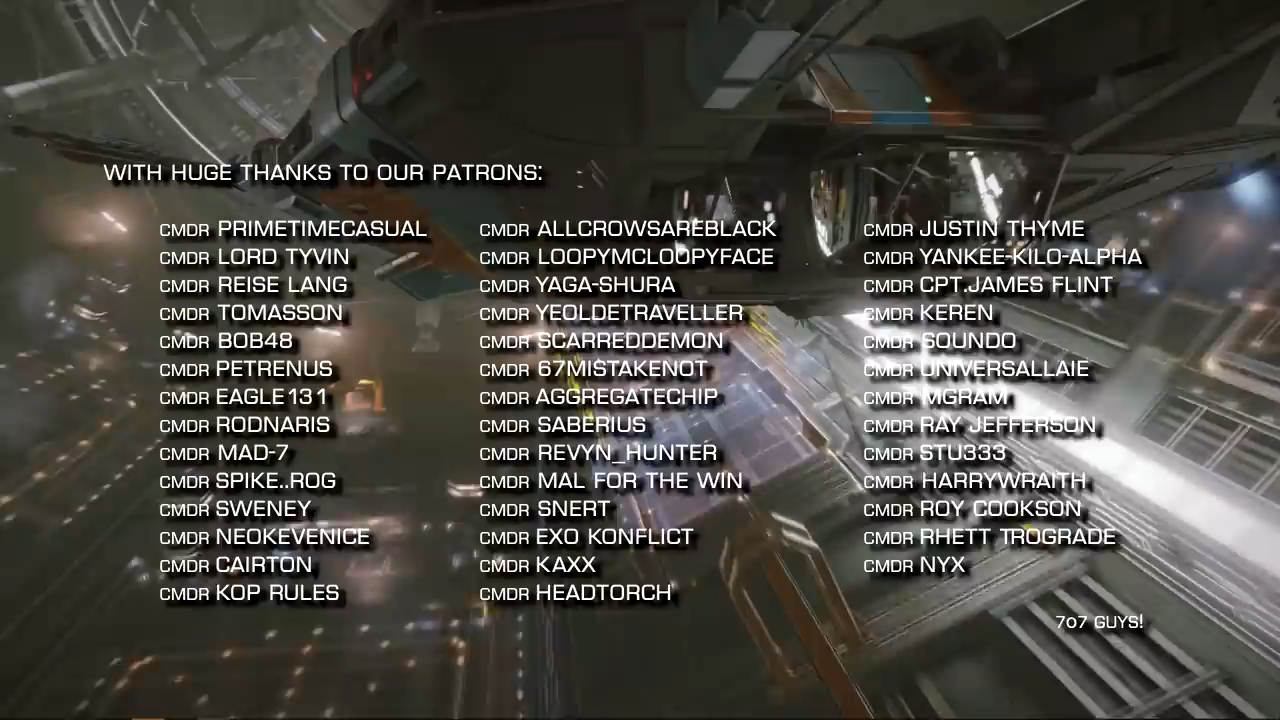 WITH HUGE THANKS TO OUR PATRONS:
CMDR PRIMETIMECASUAL
CMDR LORD TYVIN
CMDR REISE LANG
CMDR TOMASSON
CMDR BOB48
CMDR PETRENUS
CMDR EAGLE131
CMDR RODNARIS
CMDR MAD-7
CMDR SPIKE..ROG
CMDR SWENEY
CMDR NEOKEVENICE
CMDR CAIRTON
CMDR KOP RULES
CMDR ALLCROWSAREBLACK
CMDR LOOPYMCLOOPYFACE
CMDR YAGA-SHURA
CMDR YEOLDETRAVELLER
CMDR SCARREDDEMON
CMDR 67MISTAKENOT
CMDR AGGREGATECHIP
CMDR SABERIUS
CMDR REVYN_HUNTER
CMDR MAL FOR THE WIN
CMDR SNERT
CMDR EXO KONFLICT
CMDR KAXX
CMDR HEADTORCH
CMDR JUSTIN THYME
CMDR YANKEE-KILO-ALPHA
CMDR CPT.JAMES FLINT
CMDR KEREN
CMDR SOUNDO
CMDR UNIVERSALLAIE
CMDR MGRAM
CMDR RAY JEFFERSON
CMDR STU333
CMDR HARRYWRAITH
CMDR ROY COOKSON
CMDR RHETT TROGRADE
CMDR NYX
7o7 GUYS!